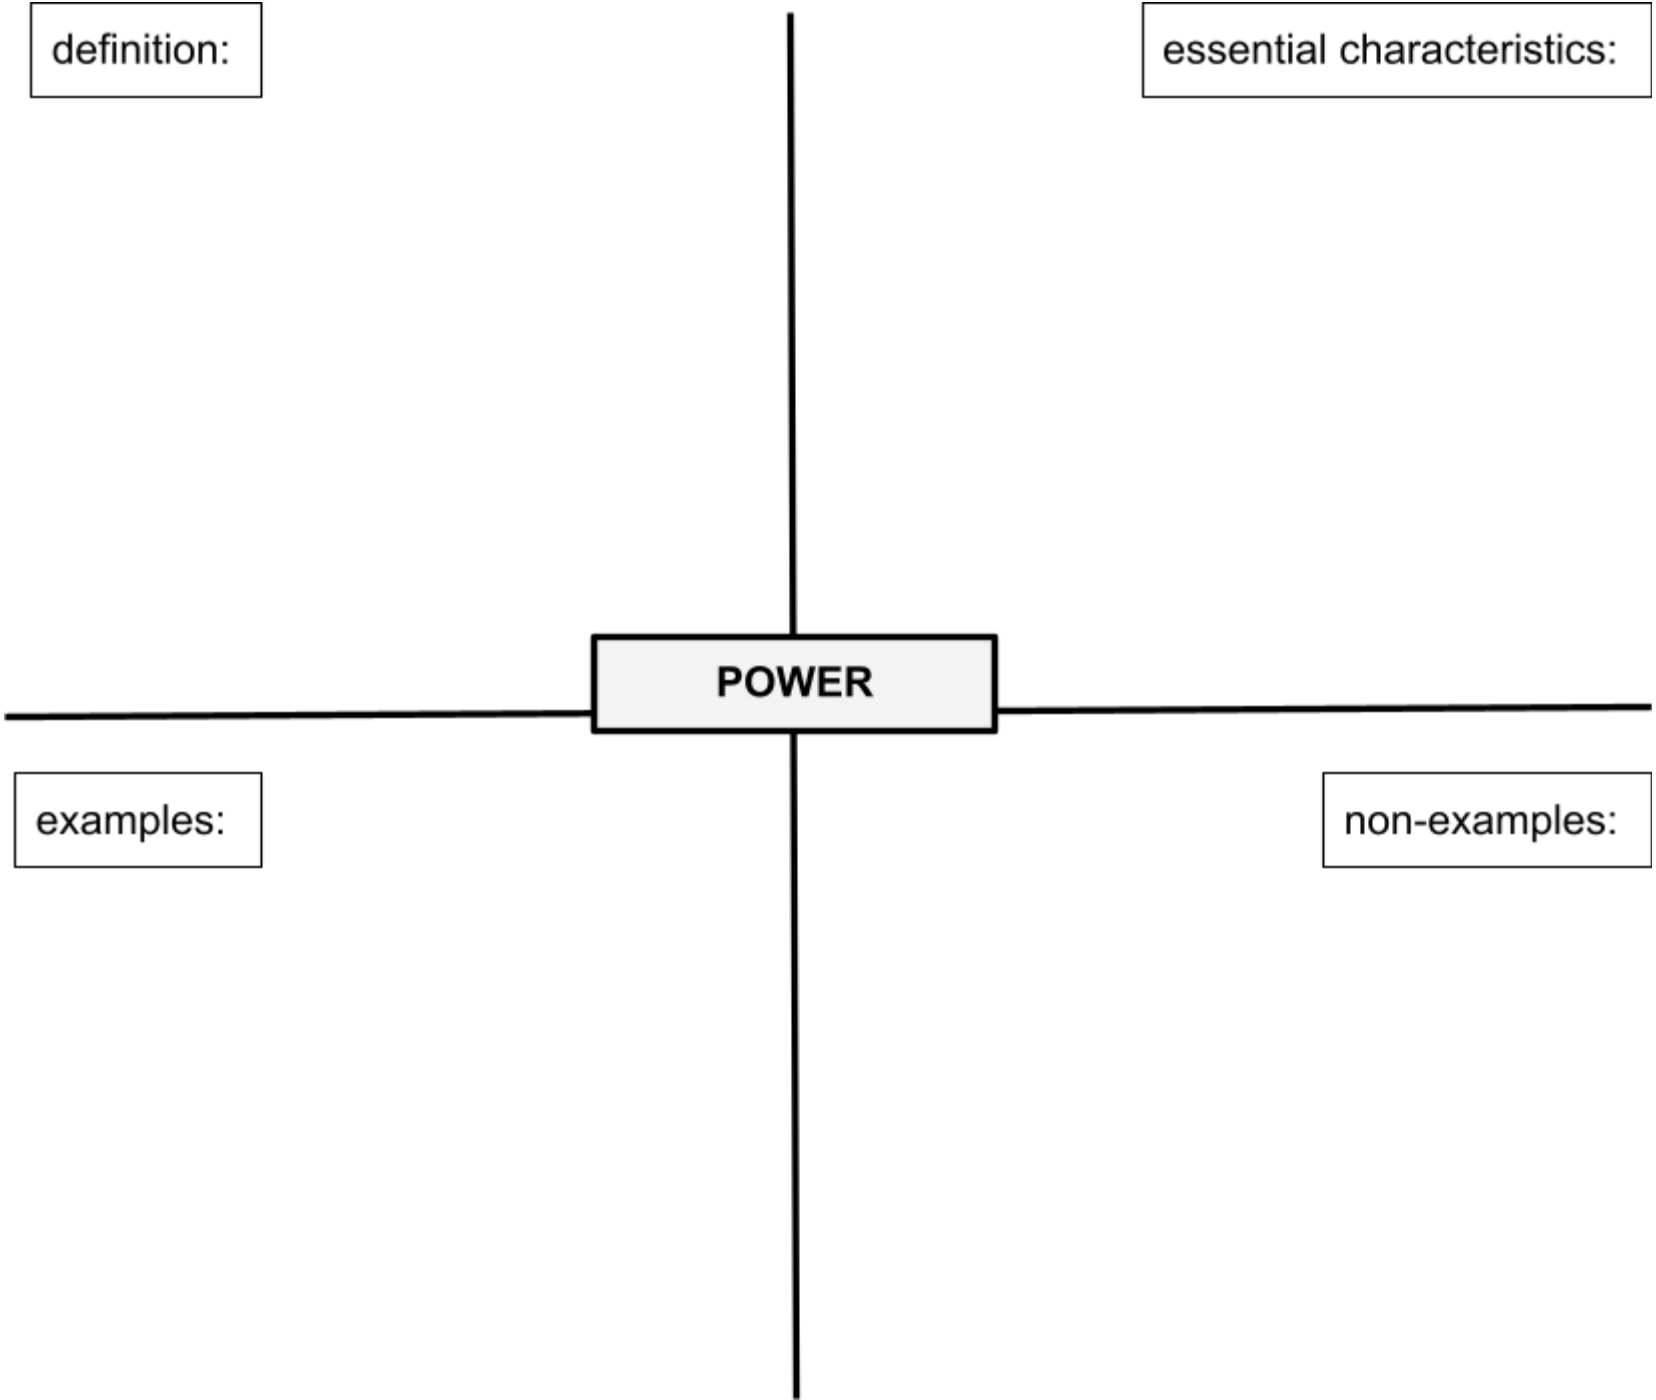 definition:
essential characteristics:
POWER
examples:
non-examples: